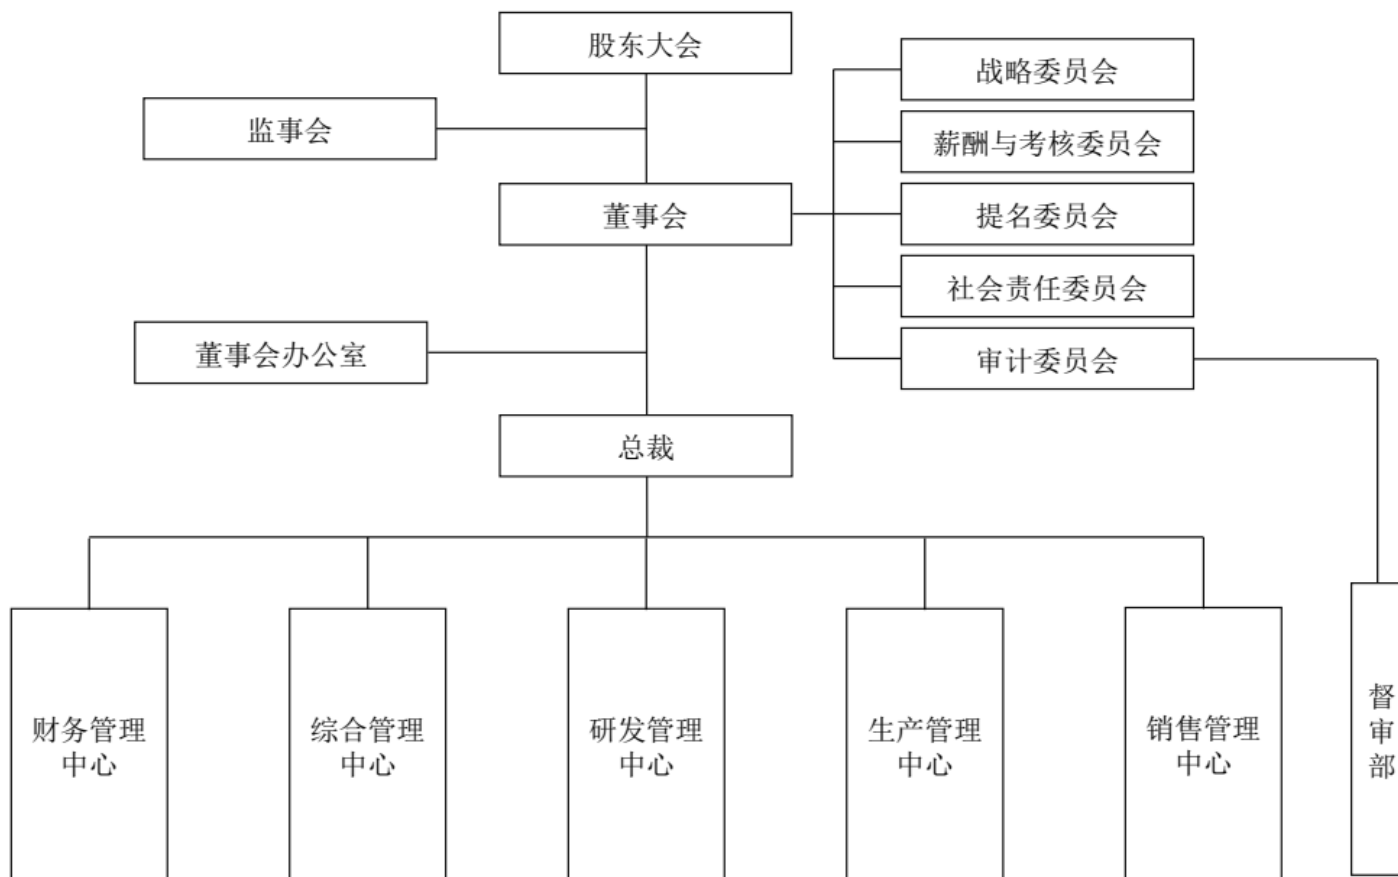 股东大会
战略委员会
监事会
薪酬与考核委员会
董事会
提名委员会
社会责任委员会
董事会办公室
审计委员会
总裁
财务管理
中心
综合管理
中心
研发管理
中心
生产管理
中心
销售管理
中心
督
审
部